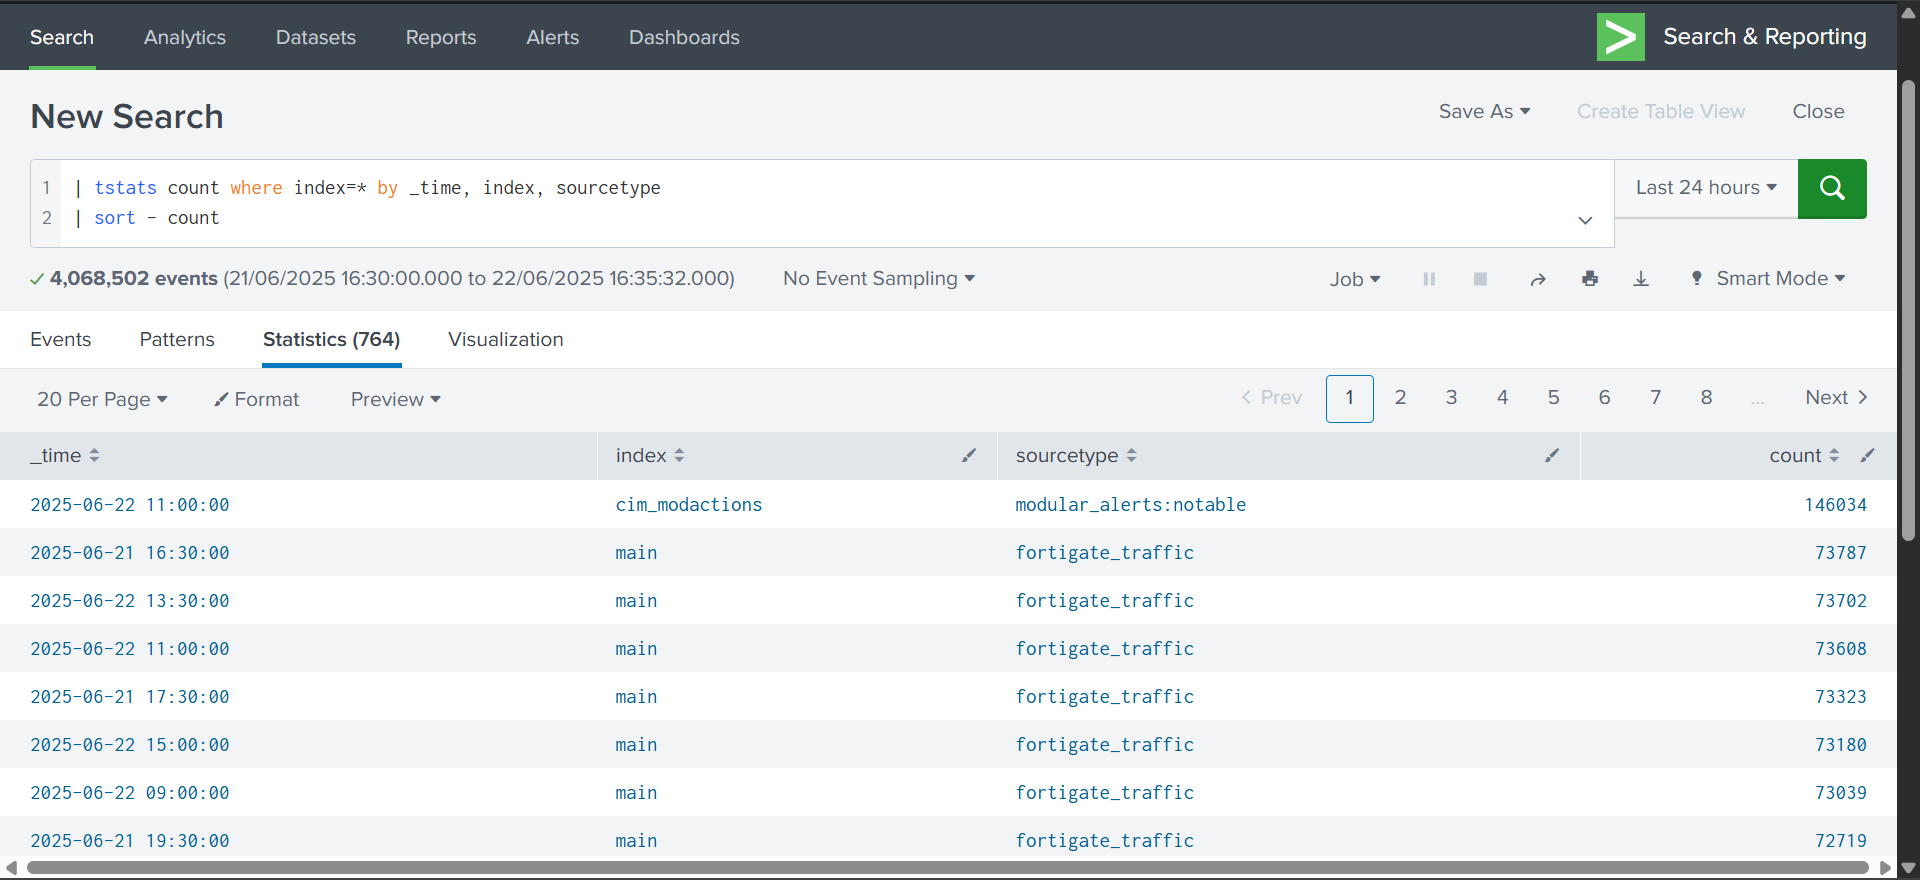 Search Analytics Datasets Reports Alerts Dashboards Search & Reporting
New Search Save As Create Table View Close
1 | tstats count where index=* by _time, index, sourcetype Last 24 hours
2 | sort - count
4,068,502 events (21/06/2025 16:30:00.000 to 22/06/2025 16:35:32.000) No Event Sampling Job Smart Mode
Events Patterns Statistics (764) Visualization
20 Per Page Format Preview < Prev 1 2 3 4 5 6 7 8 ... Next >
_time index sourcetype count
2025-06-22 11:00:00 cim_modactions modular_alerts:notable 146034
2025-06-21 16:30:00 main fortigate_traffic 73787
2025-06-22 13:30:00 main fortigate_traffic 73702
2025-06-22 11:00:00 main fortigate_traffic 73608
2025-06-21 17:30:00 main fortigate_traffic 73323
2025-06-22 15:00:00 main fortigate_traffic 73180
2025-06-22 09:00:00 main fortigate_traffic 73039
2025-06-21 19:30:00 main fortigate_traffic 72719